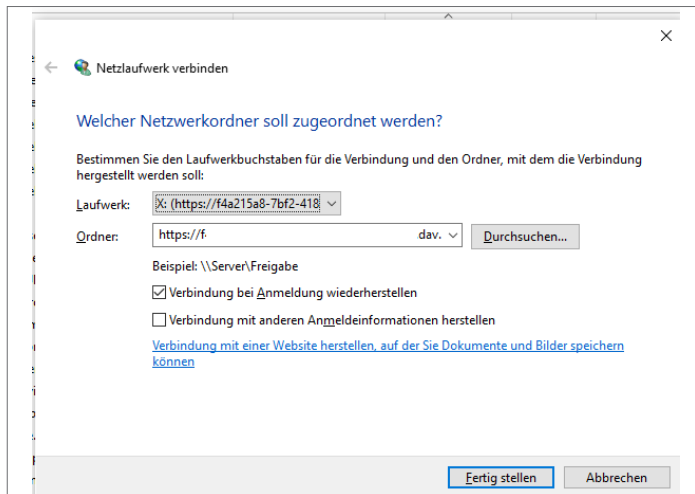 Netzlaufwerk verbinden
Welcher Netzwerkordner soll zugeordnet werden?
Bestimmen Sie den Laufwerkbuchstaben für die Verbindung und den Ordner, mit dem die Verbindung
hergestellt werden soll:
Laufwerk: X: (https://f4a215a8-7bf2-418
Ordner: https://f dav. Durchsuchen...
Beispiel: \\Server\Freigabe
Verbindung bei Anmeldung wiederherstellen
Verbindung mit anderen Anmeldeinformationen herstellen
Verbindung mit einer Website herstellen, auf der Sie Dokumente und Bilder speichern
können
Fertig stellen Abbrechen